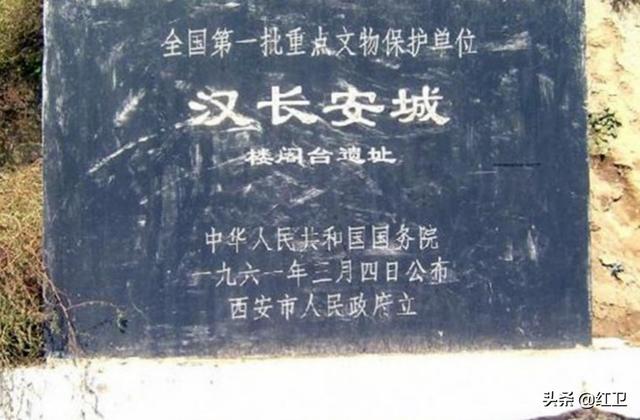 全国第一批重点文物保护单位
汉长安城
楼阁台遗址
中华人民共和国国务院
一九六一年三月四日公布
西安市人民政府立
头条@红卫